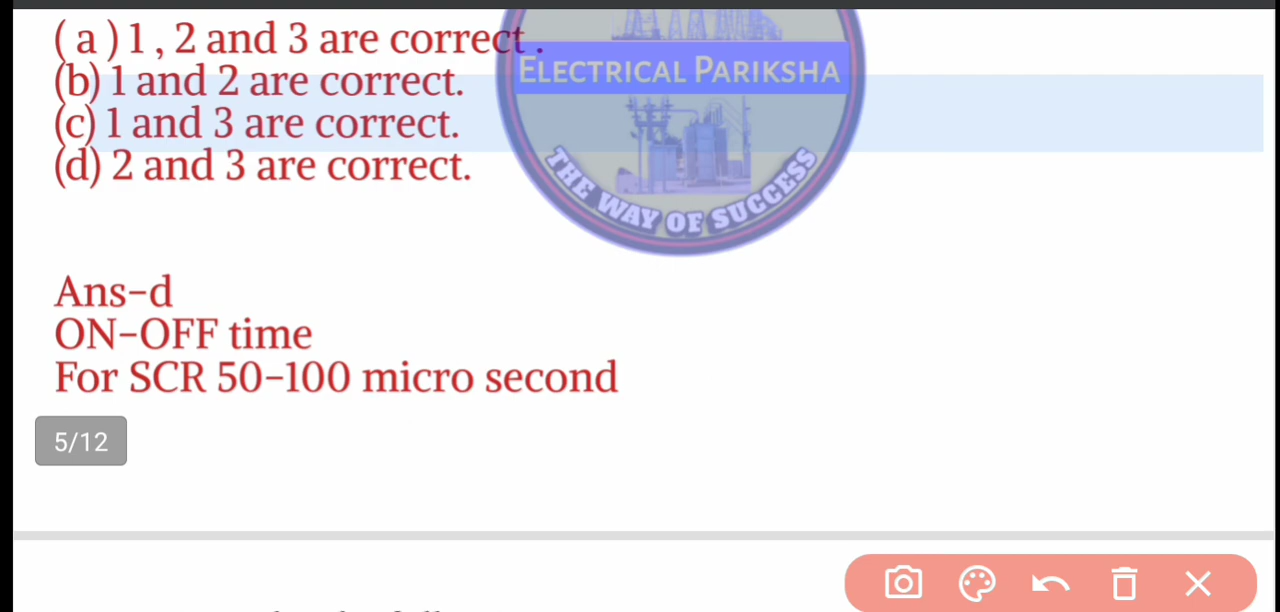 ( a ) 1 , 2 and 3 are correct .
(b) 1 and 2 are correct.
(c) 1 and 3 are correct.
(d) 2 and 3 are correct.
ELECTRICAL PARIKSHA
THE WAY OF SUCCESS
Ans-d
ON-OFF time
For SCR 50-100 micro second
5/12